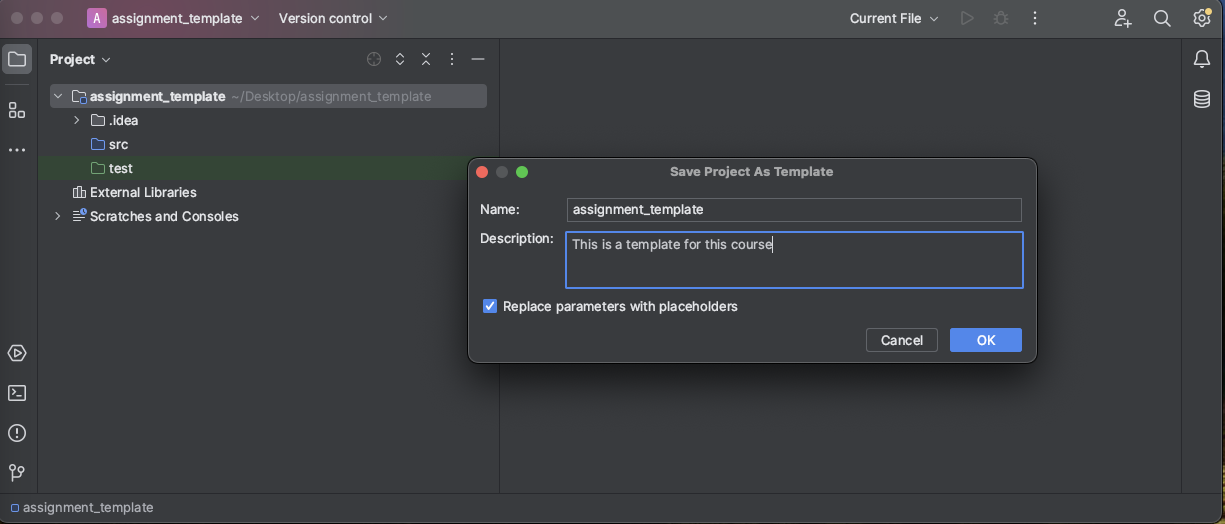 A assignment_template Version control Current File
Project
assignment_template ~/Desktop/assignment_template
.idea
src
test
External Libraries
Scratches and Consoles
Save Project As Template
Name: assignment_template
Description: This is a template for this course
Replace parameters with placeholders
Cancel OK
assignment_template